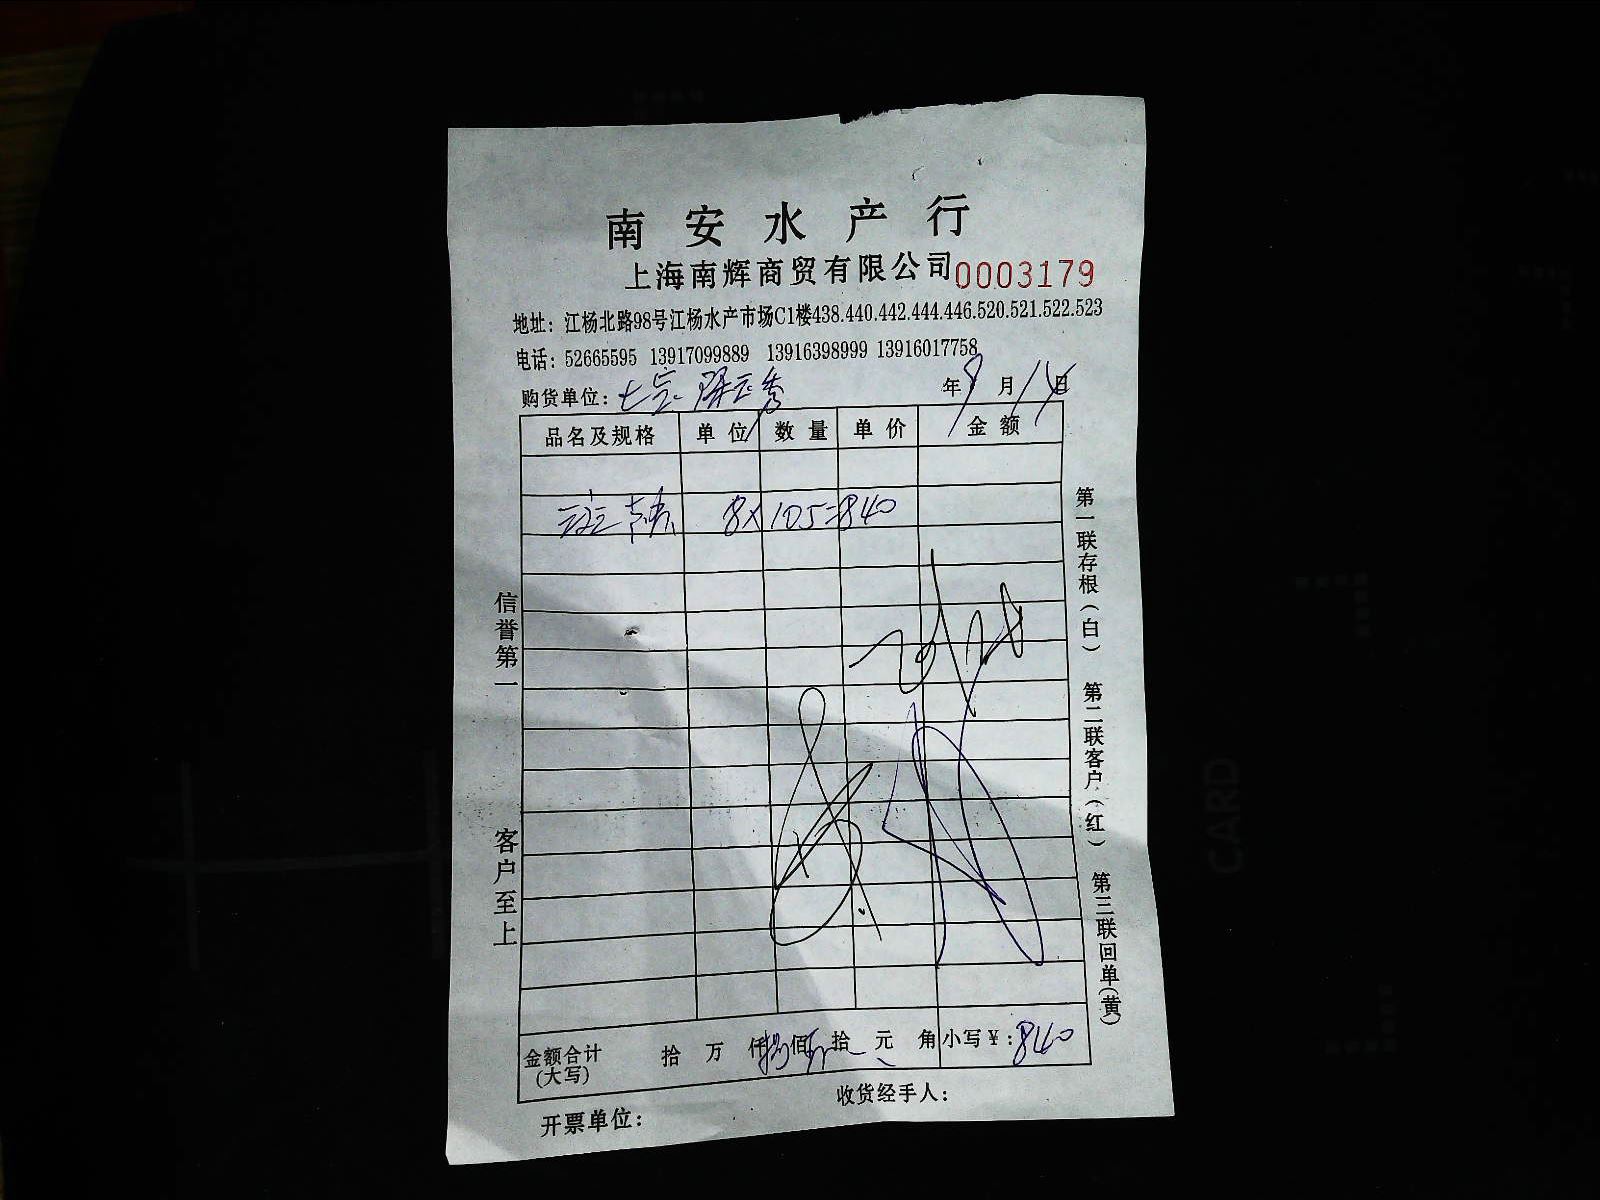 南安水产行
上海南辉商贸有限公司0003179
地址：江杨北路98号江杨水产市场C1楼438.440.442.444.446.520.521.522.523
电话：52665595 13917099889 13916398999 13916017758
购货单位： 年9月14日
品名及规格 单位 数量 单价 金额
8×105=840
信誉第一 客户至上
第一联存根(白) 第二联客户(红) 第三联回单(黄)
金额合计(大写) 拾 万 仟 佰 拾 元 角 小写￥：840
收货经手人：
开票单位：
CARD